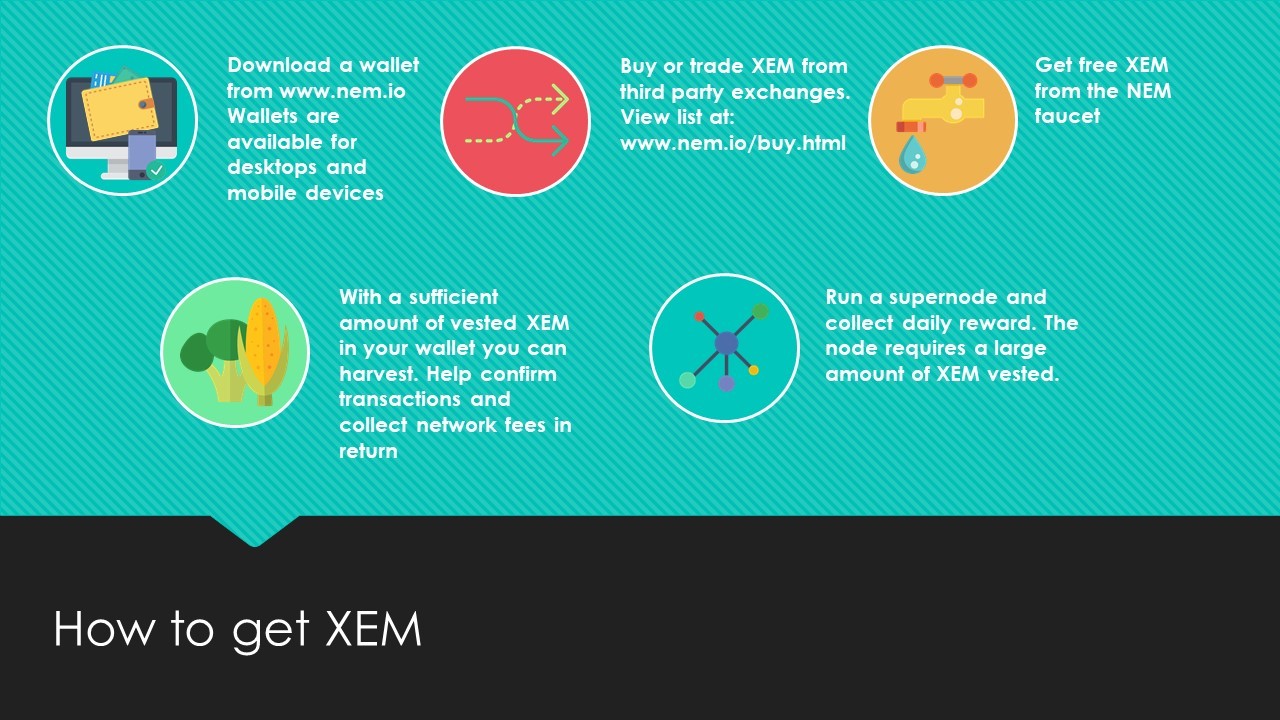 Download a wallet
from www.nem.io
Wallets are
available for
desktops and
mobile devices
Buy or trade XEM from
third party exchanges.
View list at:
www.nem.io/buy.html
Get free XEM
from the NEM
faucet
With a sufficient
amount of vested XEM
in your wallet you can
harvest. Help confirm
transactions and
collect network fees in
return
Run a supernode and
collect daily reward. The
node requires a large
amount of XEM vested.
How to get XEM